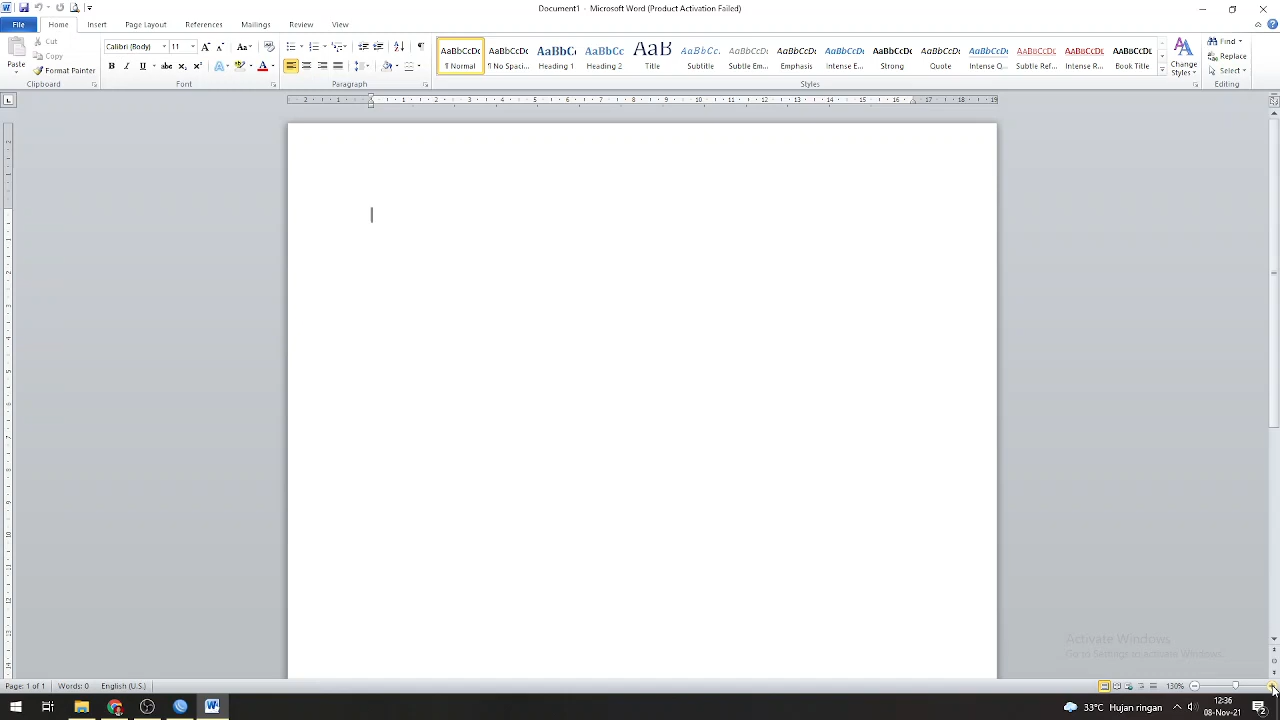 Document1 - Microsoft Word (Product Activation Failed)
File Home Insert Page Layout References Mailings Review View
Paste
Cut
Copy
Format Painter
Clipboard
Calibri (Body) 11
Font
Paragraph
AaBbCcDc AaBbCcDc AaBbC AaBbCc AaB AaBbCc. AaBbCcDc AaBbCcDc AaBbCcDc AaBbCcDc AaBbCcDc AaBbCcDc AaBbCcDc AaBbCcDc AaBbCcDc
¶ Normal ¶ No Spaci... Heading 1 Heading 2 Title Subtitle Subtle Em... Emphasis Intense E... Strong Quote Intense Q... Subtle Ref... Intense R... Book Title
Styles
Change Styles
Find
Replace
Select
Editing
Activate Windows
Go to Settings to activate Windows.
Page: 1 of 1 Words: 0 English (U.S.) 130%
33°C Hujan ringan
12:36
08-Nov-21